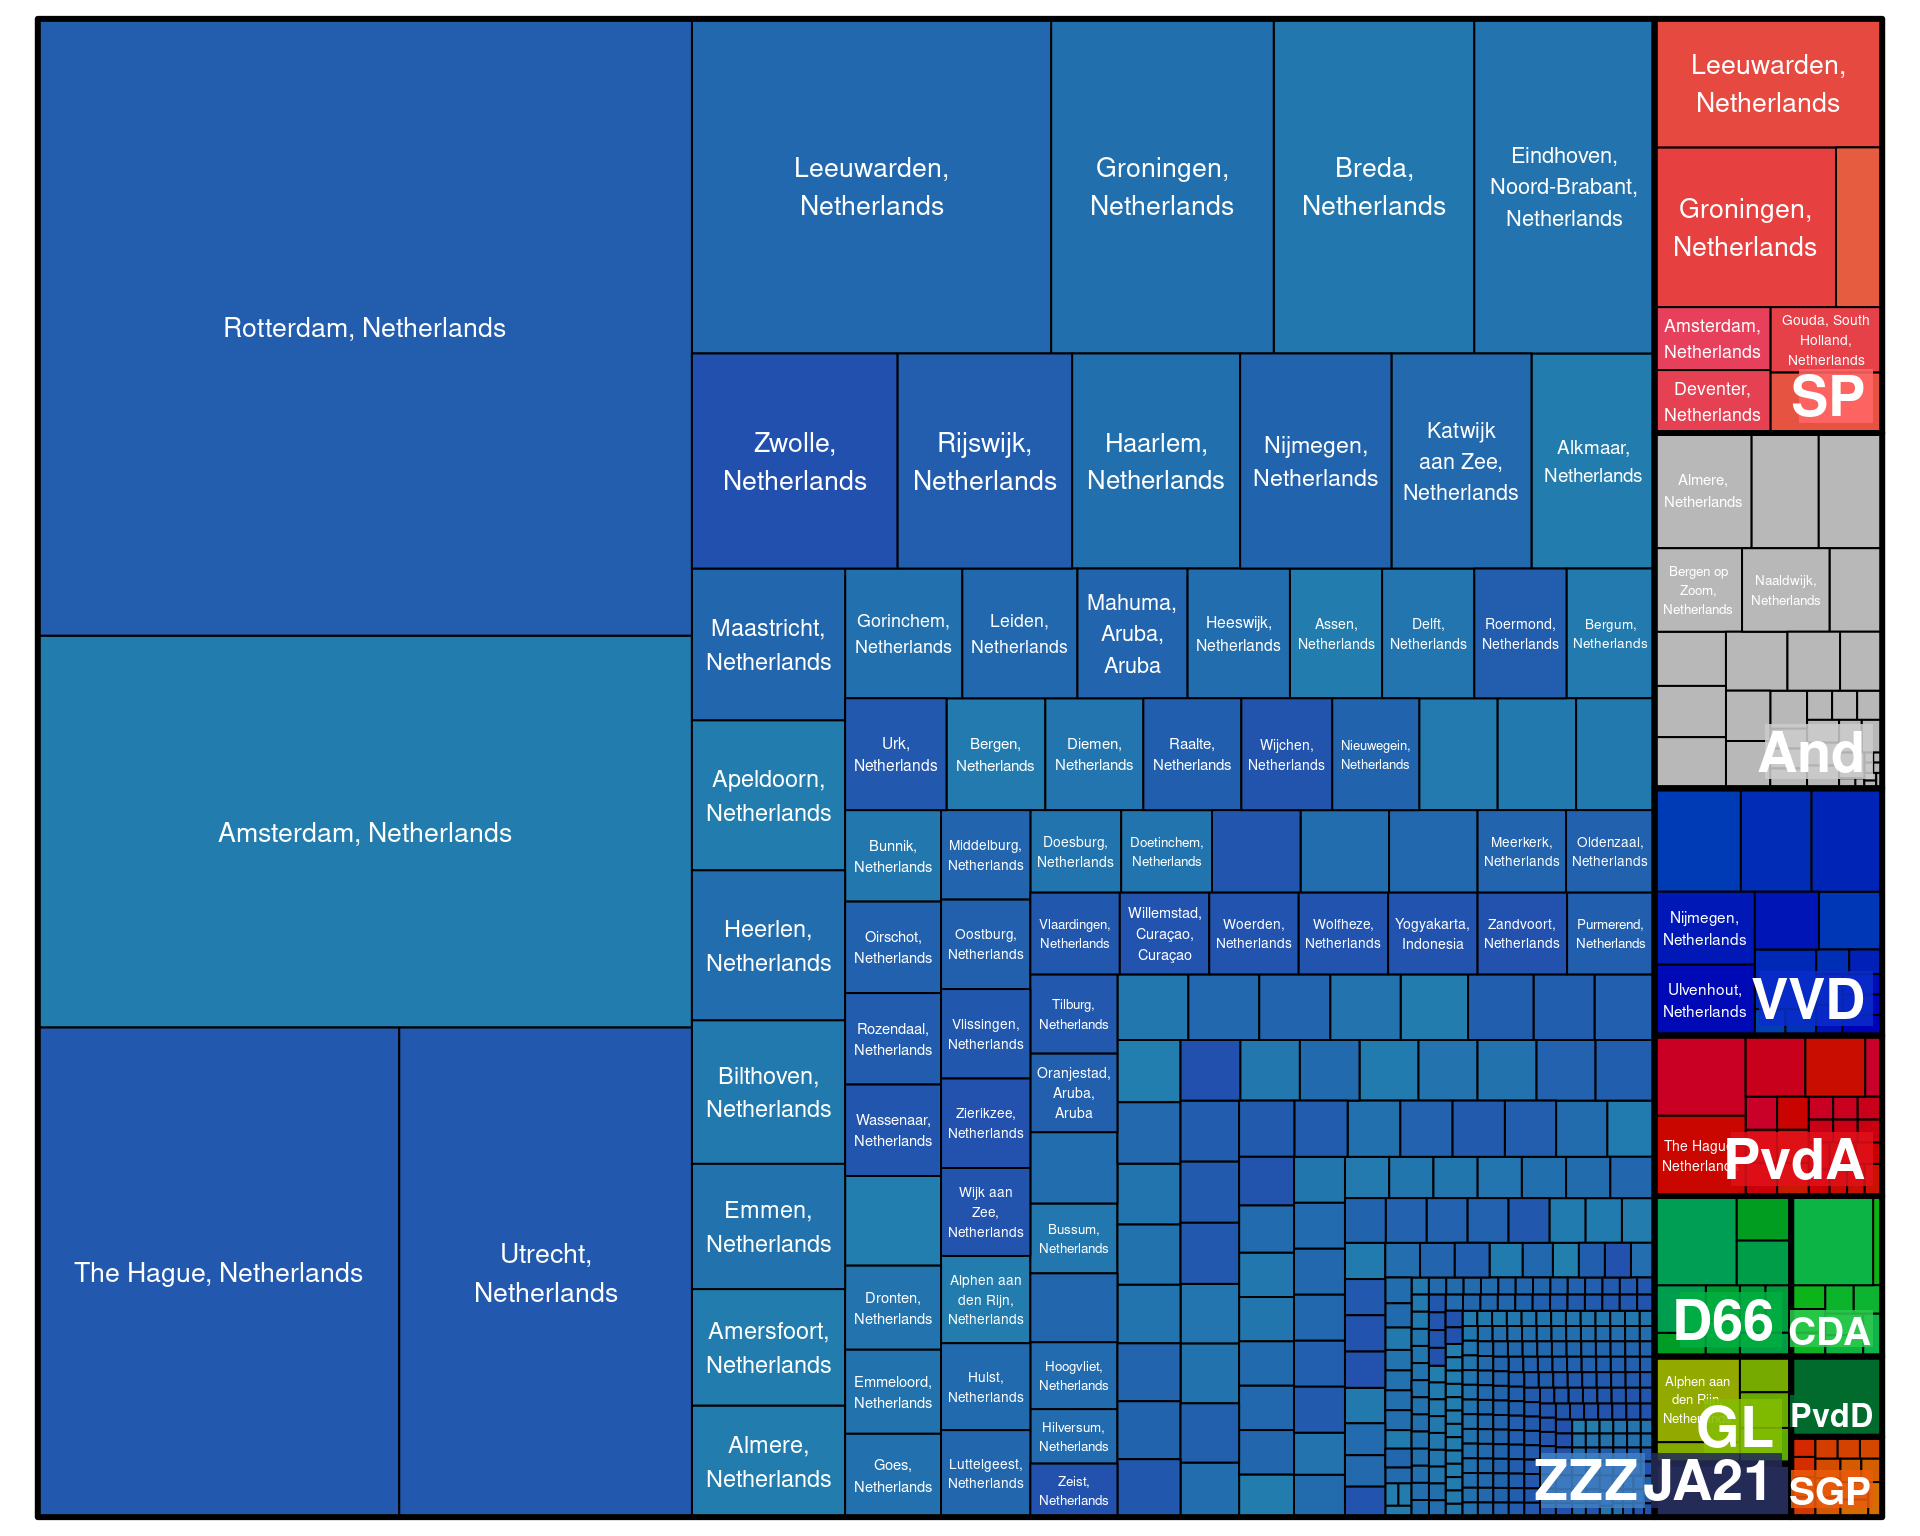 Rotterdam, Netherlands
Amsterdam, Netherlands
The Hague, Netherlands
Utrecht,
Netherlands
Leeuwarden,
Netherlands
Groningen,
Netherlands
Breda,
Netherlands
Eindhoven,
Noord-Brabant,
Netherlands
Zwolle,
Netherlands
Rijswijk,
Netherlands
Haarlem,
Netherlands
Nijmegen,
Netherlands
Katwijk
aan Zee,
Netherlands
Alkmaar,
Netherlands
Maastricht,
Netherlands
Apeldoorn,
Netherlands
Heerlen,
Netherlands
Bilthoven,
Netherlands
Emmen,
Netherlands
Amersfoort,
Netherlands
Almere,
Netherlands
Gorinchem,
Netherlands
Leiden,
Netherlands
Mahuma,
Aruba,
Aruba
Heeswijk,
Netherlands
Assen,
Netherlands
Delft,
Netherlands
Roermond,
Netherlands
Bergum,
Netherlands
Urk,
Netherlands
Bergen,
Netherlands
Diemen,
Netherlands
Raalte,
Netherlands
Wijchen,
Netherlands
Nieuwegein,
Netherlands
Bunnik,
Netherlands
Oirschot,
Netherlands
Rozendaal,
Netherlands
Wassenaar,
Netherlands
Dronten,
Netherlands
Emmeloord,
Netherlands
Goes,
Netherlands
Middelburg,
Netherlands
Oostburg,
Netherlands
Vlissingen,
Netherlands
Zierikzee,
Netherlands
Wijk aan
Zee,
Netherlands
Alphen aan
den Rijn,
Netherlands
Hulst,
Netherlands
Luttelgeest,
Netherlands
Doesburg,
Netherlands
Doetinchem,
Netherlands
Meerkerk,
Netherlands
Oldenzaal,
Netherlands
Vlaardingen,
Netherlands
Willemstad,
Curaçao,
Curaçao
Woerden,
Netherlands
Wolfheze,
Netherlands
Yogyakarta,
Indonesia
Zandvoort,
Netherlands
Purmerend,
Netherlands
Tilburg,
Netherlands
Oranjestad,
Aruba,
Aruba
Bussum,
Netherlands
Hoogvliet,
Netherlands
Hilversum,
Netherlands
Zeist,
Netherlands
ZZZ
Leeuwarden,
Netherlands
Groningen,
Netherlands
Amsterdam,
Netherlands
Gouda, South
Holland,
Netherlands
Deventer,
Netherlands
SP
Almere,
Netherlands
Bergen op
Zoom,
Netherlands
Naaldwijk,
Netherlands
And
Nijmegen,
Netherlands
Ulvenhout,
Netherlands
VVD
The Hague,
Netherlands
PvdA
D66
CDA
Alphen aan
den Rijn,
Netherlands
GL
PvdD
JA21
SGP